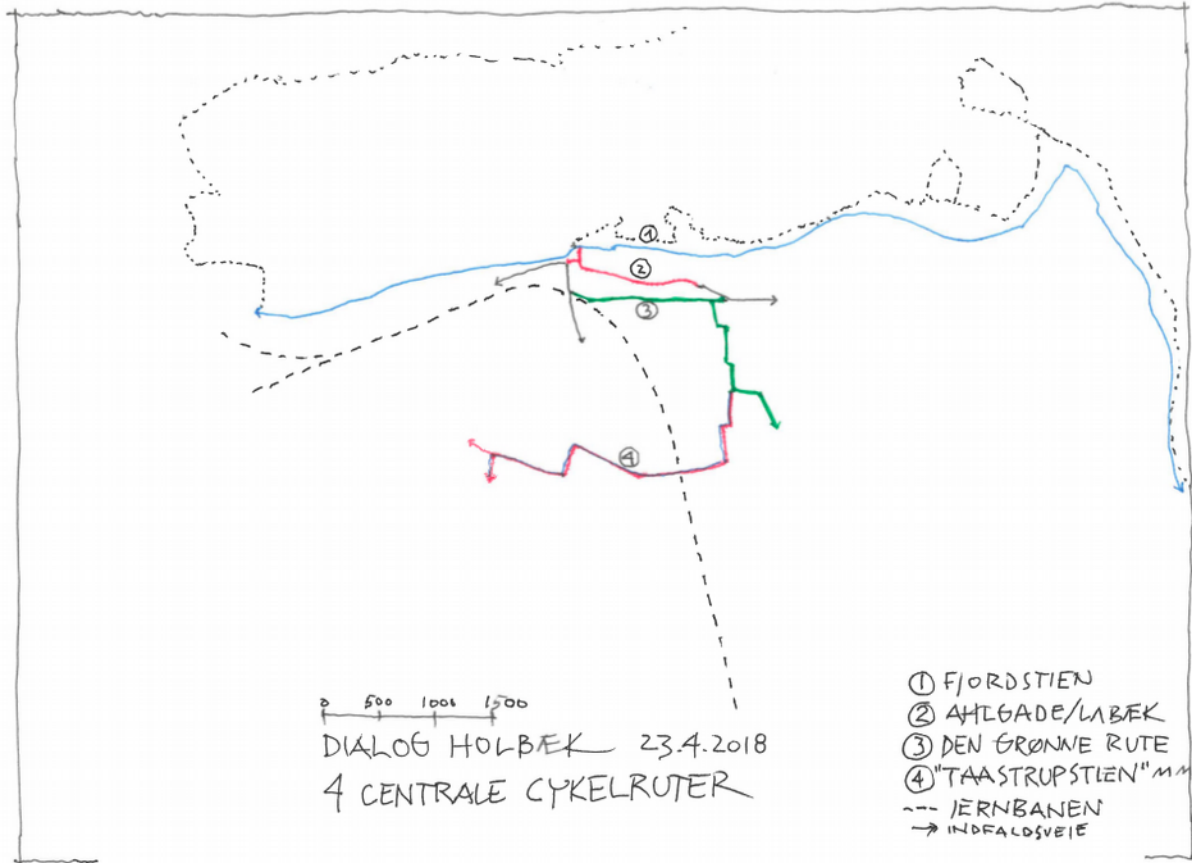 1
2
3
4
0 500 1000 1500
DIALOG HOLBÆK 23.4.2018
4 CENTRALE CYKELRUTER
① FJORDSTIEN
② AHLGADE/LABÆK
③ DEN GRØNNE RUTE
④ "TAASTRUPSTIEN" MM
--- JERNBANEN
→ INDFALDSVEJE